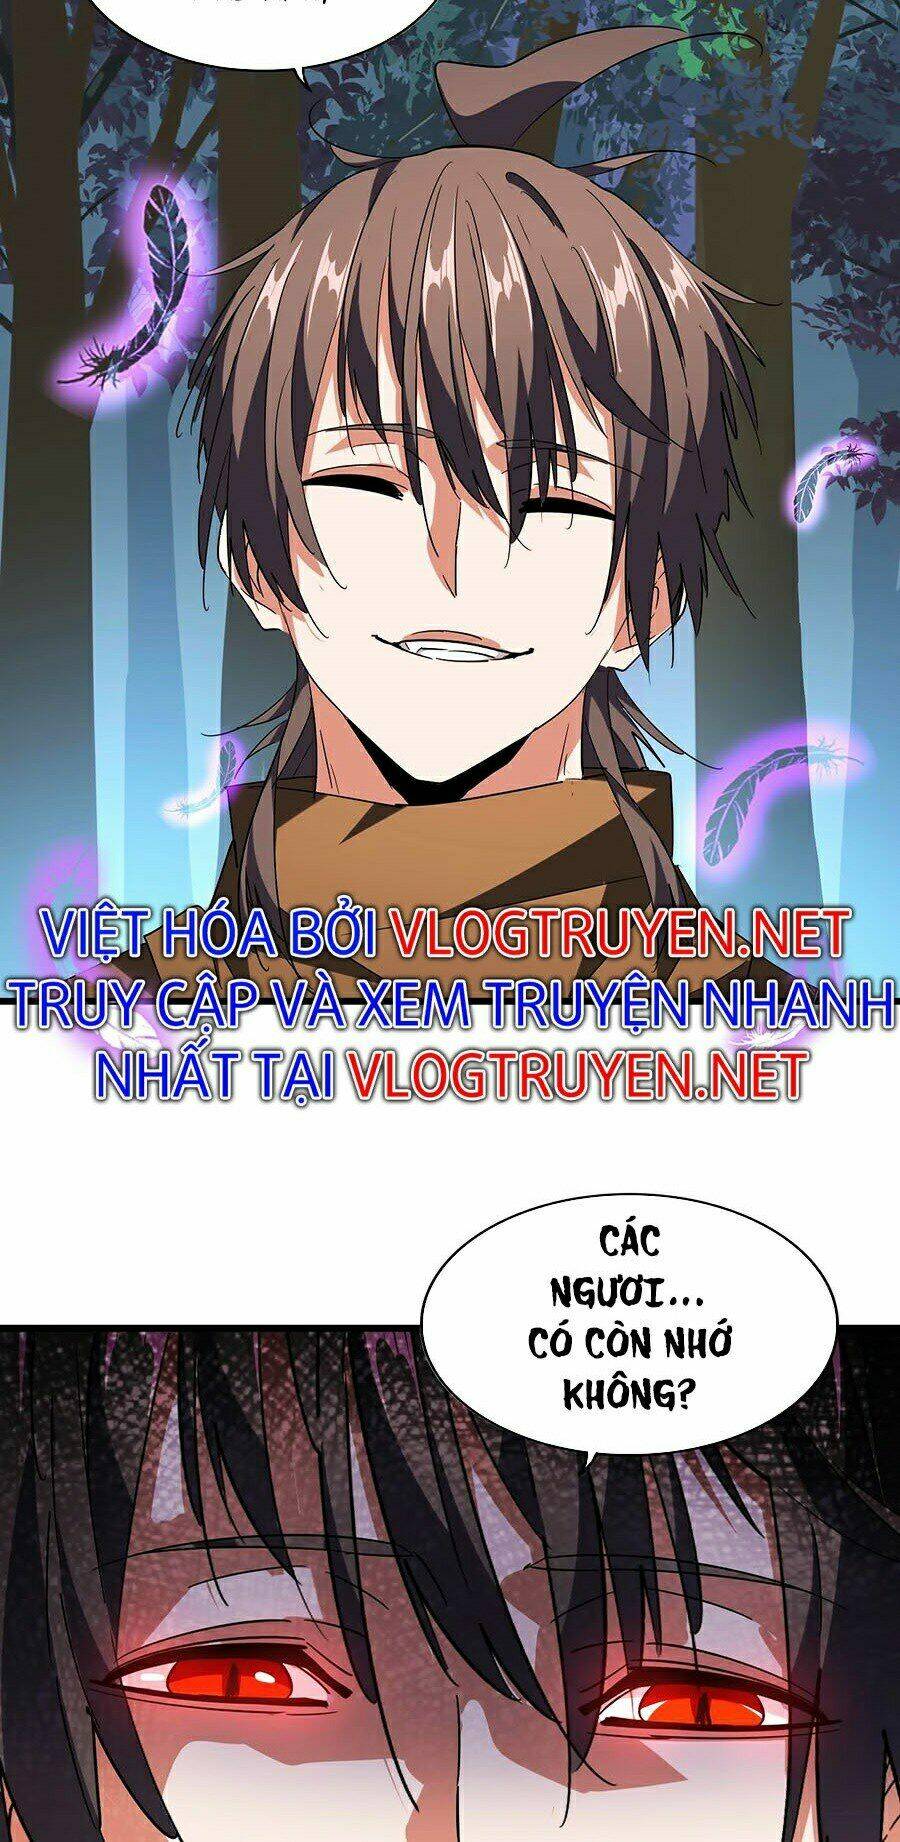 VIỆT HÓA BỞI VLOGTRUYEN.NET
TRUY CẬP VÀ XEM TRUYỆN NHANH
NHẤT TẠI VLOGTRUYEN.NET
CÁC
NGƯƠI...
CÓ CÒN NHỚ
KHÔNG?